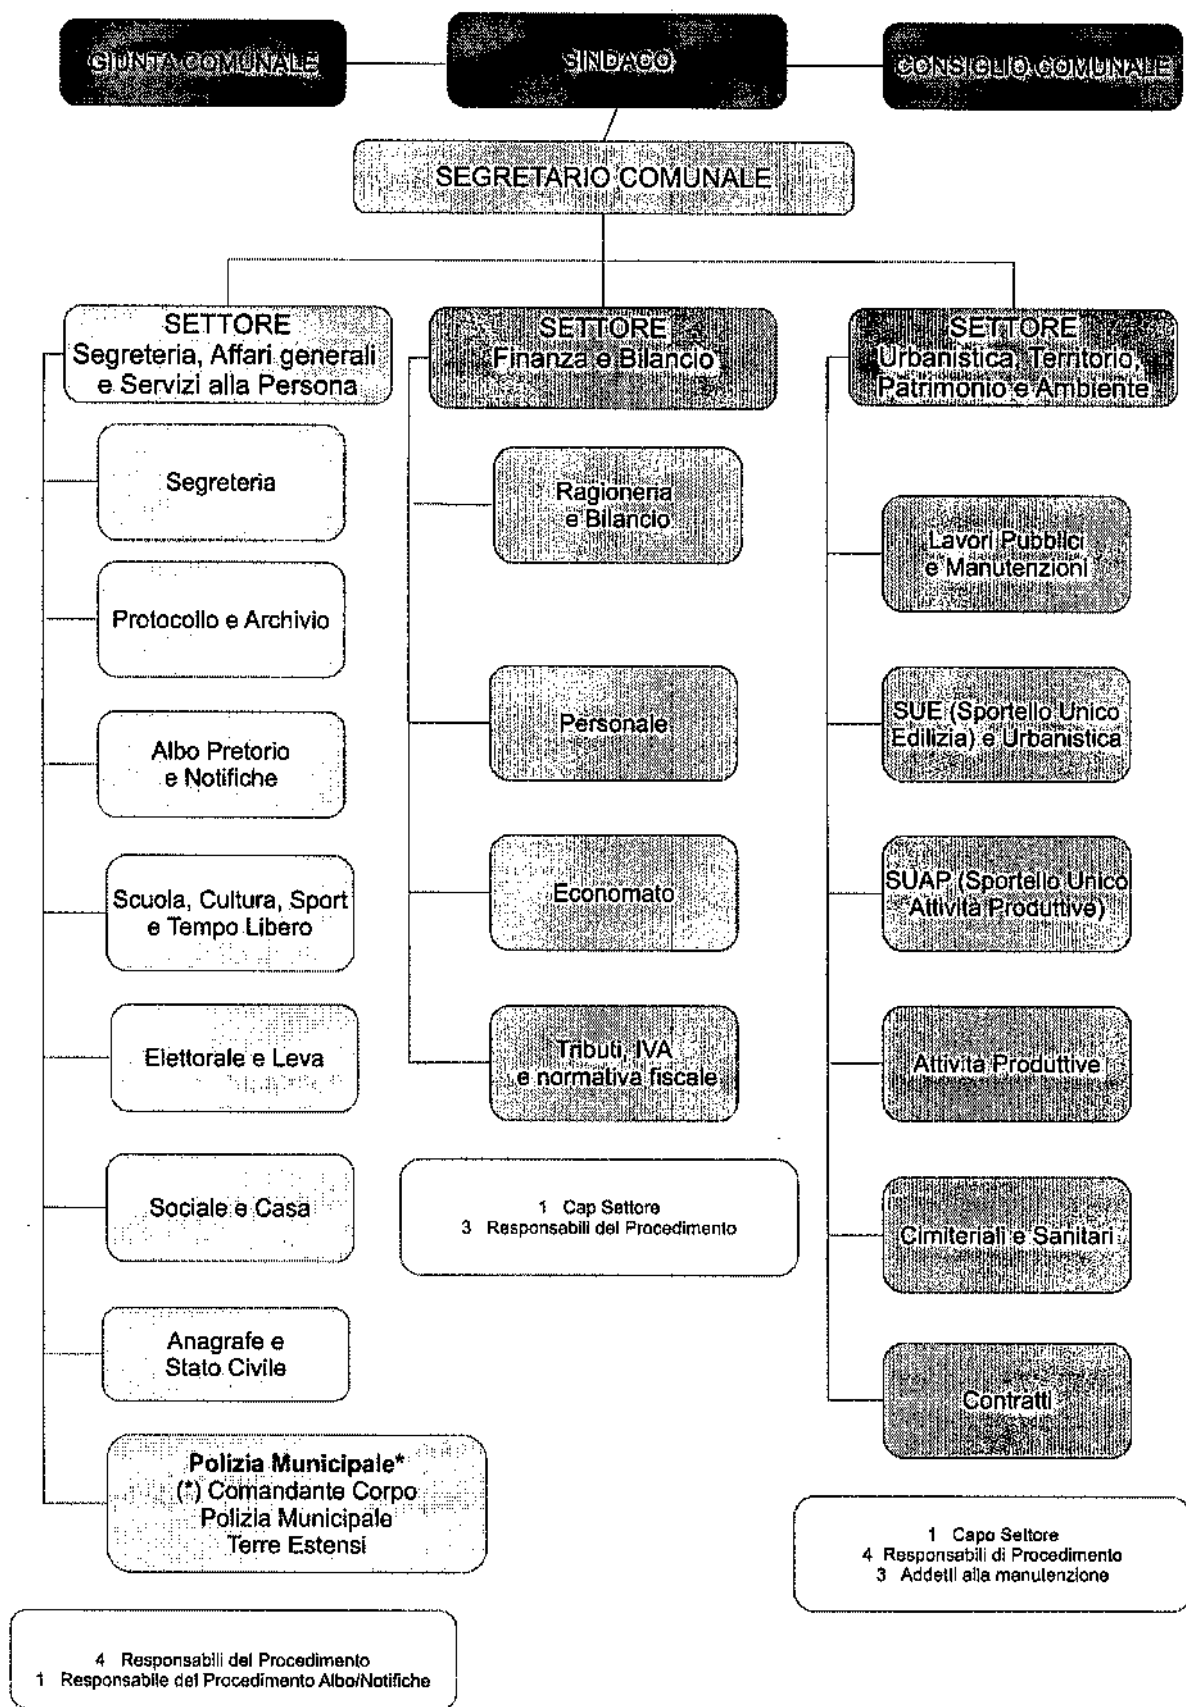 GIUNTA COMUNALE
SINDACO
CONSIGLIO COMUNALE
SEGRETARIO COMUNALE
SETTORE
Segreteria, Affari generali
e Servizi alla Persona
Segreteria
Protocollo e Archivio
Albo Pretorio
e Notifiche
Scuola, Cultura, Sport
e Tempo Libero
Elettorale e Leva
Sociale e Casa
Anagrafe e
Stato Civile
Polizia Municipale*
(*) Comandante Corpo
Polizia Municipale
Terre Estensi
4 Responsabili del Procedimento
1 Responsabile del Procedimento Albo/Notifiche
SETTORE
Finanza e Bilancio
Ragioneria
e Bilancio
Personale
Economato
Tributi, IVA
e normativa fiscale
1 Cap Settore
3 Responsabili del Procedimento
SETTORE
Urbanistica, Territorio,
Patrimonio e Ambiente
Lavori Pubblici
e Manutenzioni
SUE (Sportello Unico
Edilizia) e Urbanistica
SUAP (Sportello Unico
Attività Produttive)
Attività Produttive
Cimiteriali e Sanitari
Contratti
1 Capo Settore
4 Responsabili di Procedimento
3 Addetti alla manutenzione